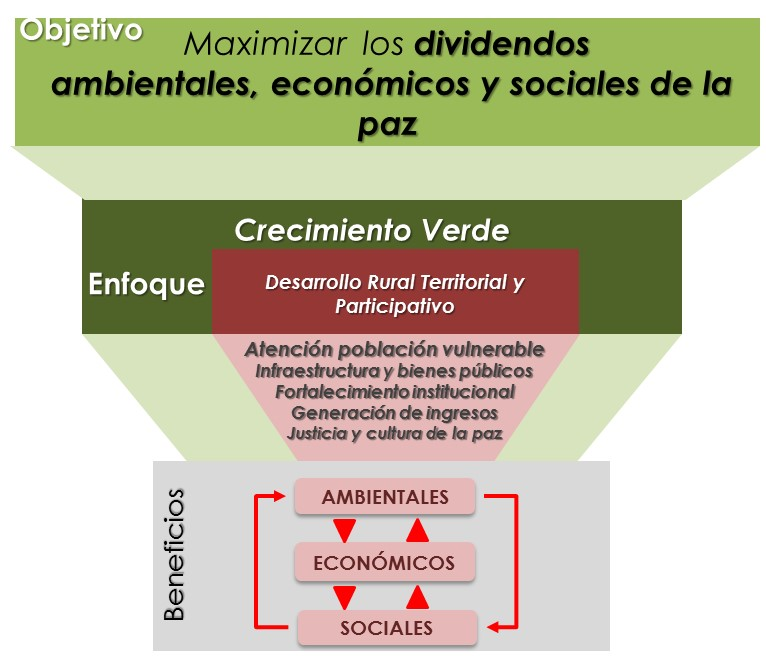 Objetivo
Maximizar los dividendos
ambientales, económicos y sociales de la
paz
Crecimiento Verde
Enfoque
Desarrollo Rural Territorial y
Participativo
Atención población vulnerable
Infraestructura y bienes públicos
Fortalecimiento institucional
Generación de ingresos
Justicia y cultura de la paz
Beneficios
AMBIENTALES
ECONÓMICOS
SOCIALES